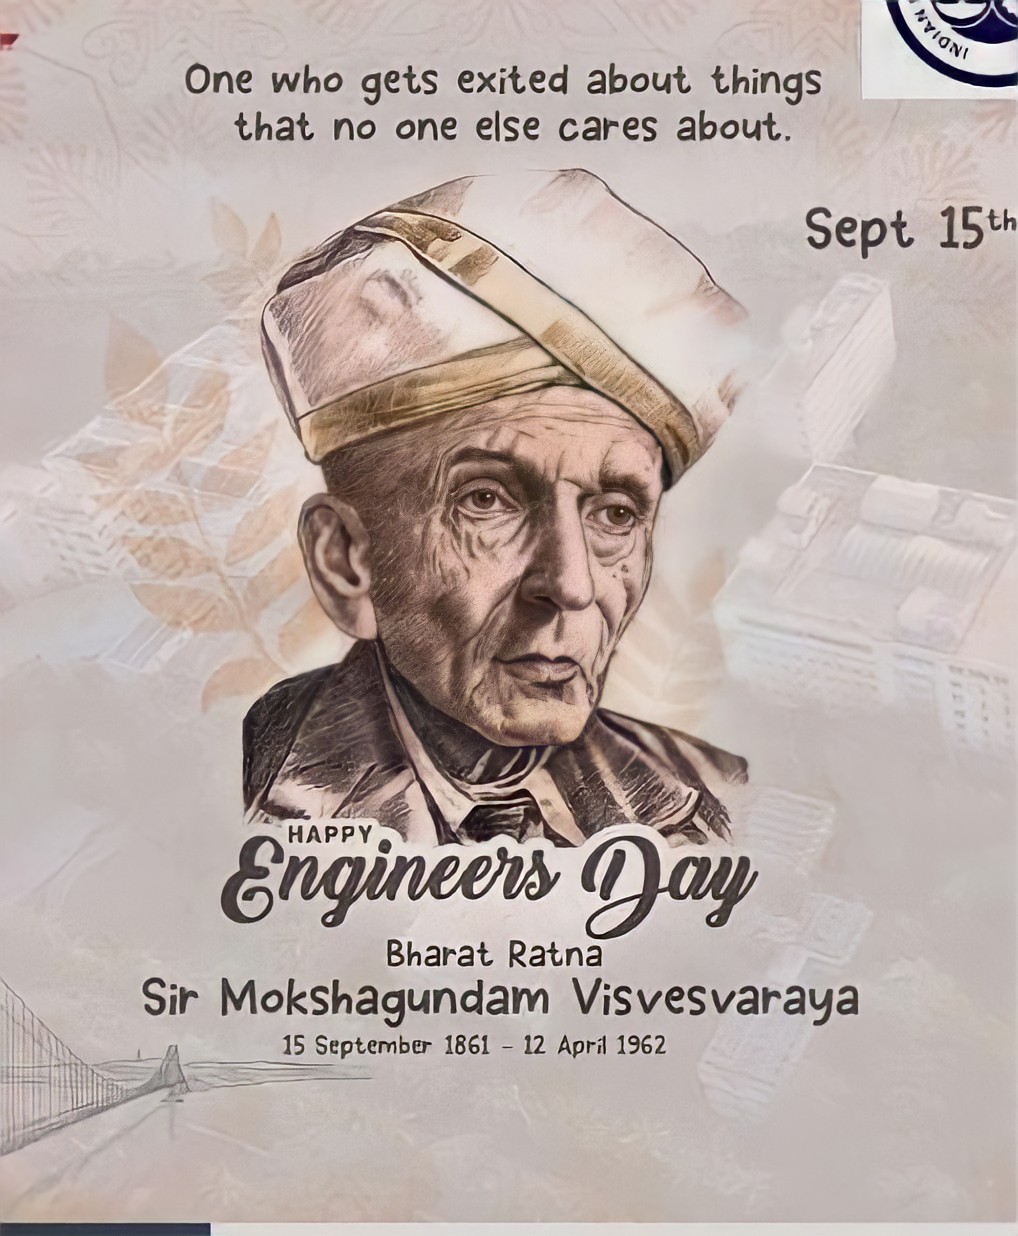 INDIAN
One who gets exited about things
that no one else cares about.
Sept 15th
HAPPY
Engineers Day
Bharat Ratna
Sir Mokshagundam Visvesvaraya
15 September 1861 - 12 April 1962